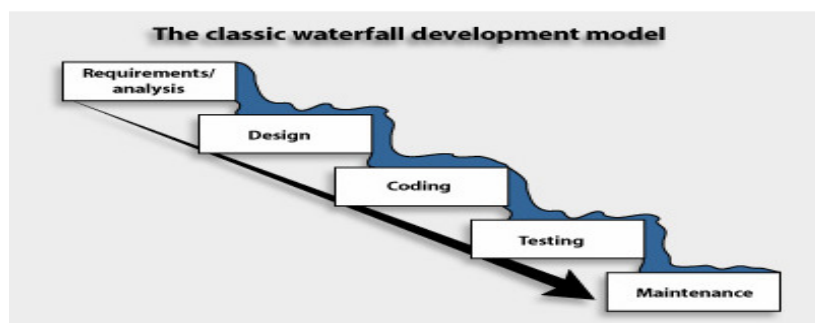 The classic waterfall development model
Requirements/
analysis
Design
Coding
Testing
Maintenance